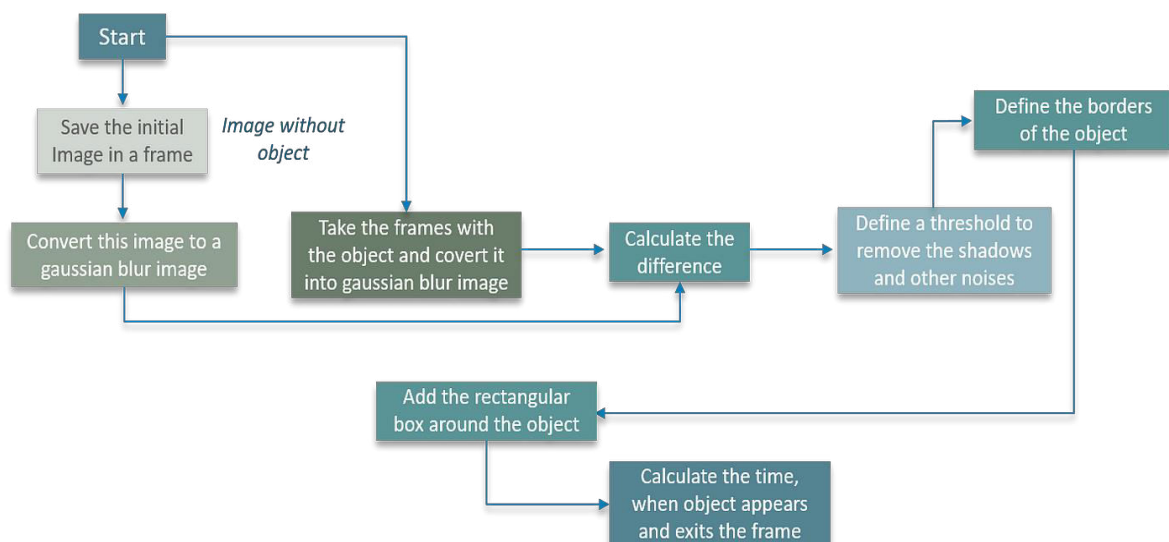 Start
Save the initial
Image in a frame
Image without
object
Convert this image to a
gaussian blur image
Take the frames with
the object and covert it
into gaussian blur image
Calculate the
difference
Define a threshold to
remove the shadows
and other noises
Define the borders
of the object
Add the rectangular
box around the object
Calculate the time,
when object appears
and exits the frame